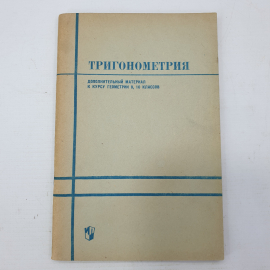 ТРИГОНОМЕТРИЯ
ДОПОЛНИТЕЛЬНЫЙ МАТЕРИАЛ
К КУРСУ ГЕОМЕТРИИ 9, 10 КЛАССОВ